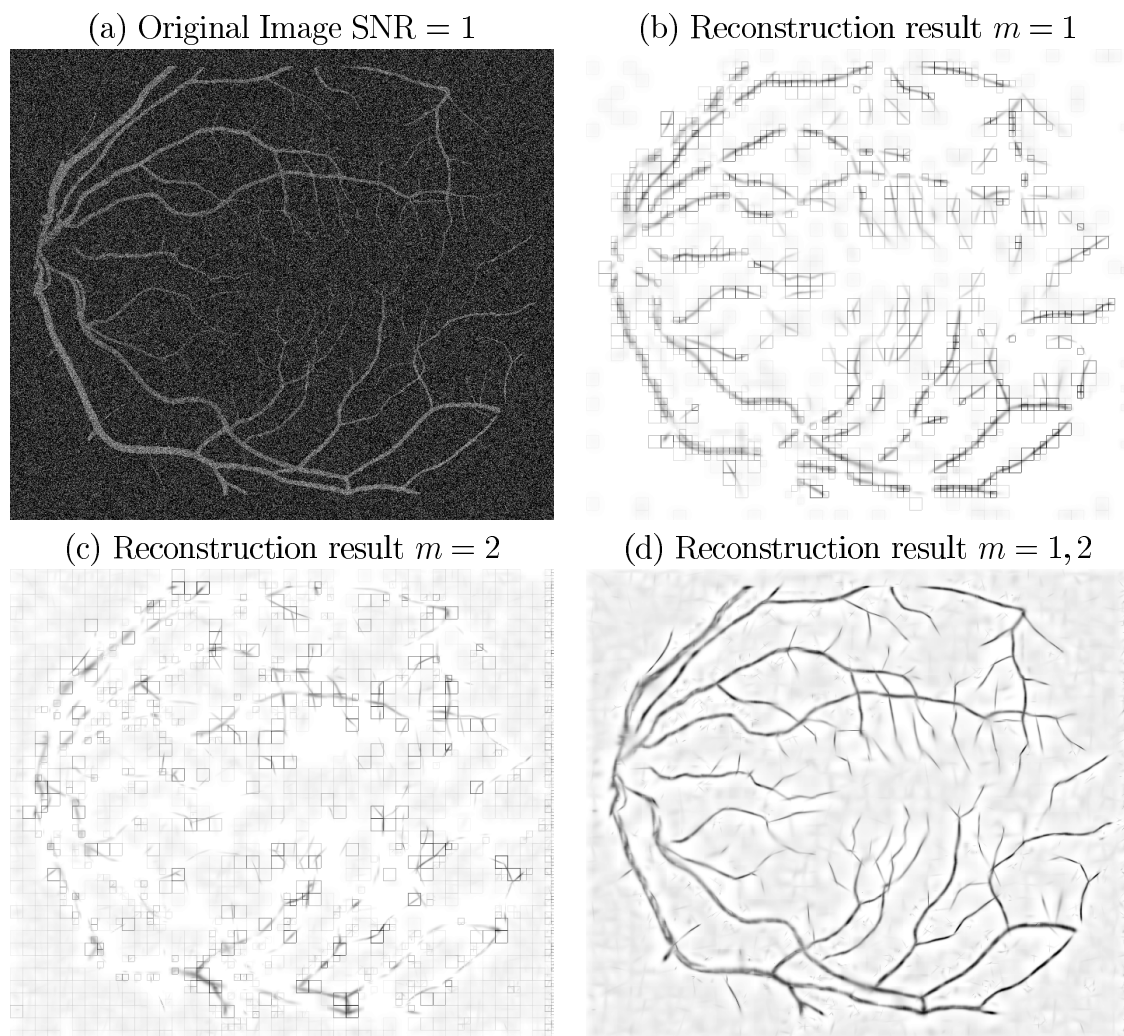 (a) Original Image SNR = 1
(b) Reconstruction result m = 1
(c) Reconstruction result m = 2
(d) Reconstruction result m = 1, 2